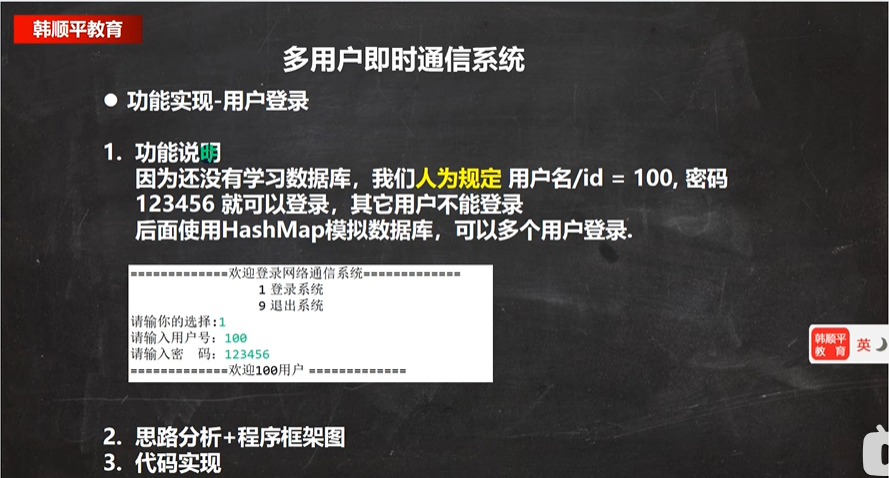 韩顺平教育
多用户即时通信系统
● 功能实现-用户登录
1. 功能说明
因为还没有学习数据库，我们人为规定 用户名/id = 100, 密码
123456 就可以登录，其它用户不能登录
后面使用HashMap模拟数据库，可以多个用户登录.
=============欢迎登录网络通信系统=============
1 登录系统
9 退出系统
请输你的选择:1
请输入用户号: 100
请输入密 码: 123456
=============欢迎100用户 =============
韩顺平
教 育
英
2. 思路分析+程序框架图
3. 代码实现